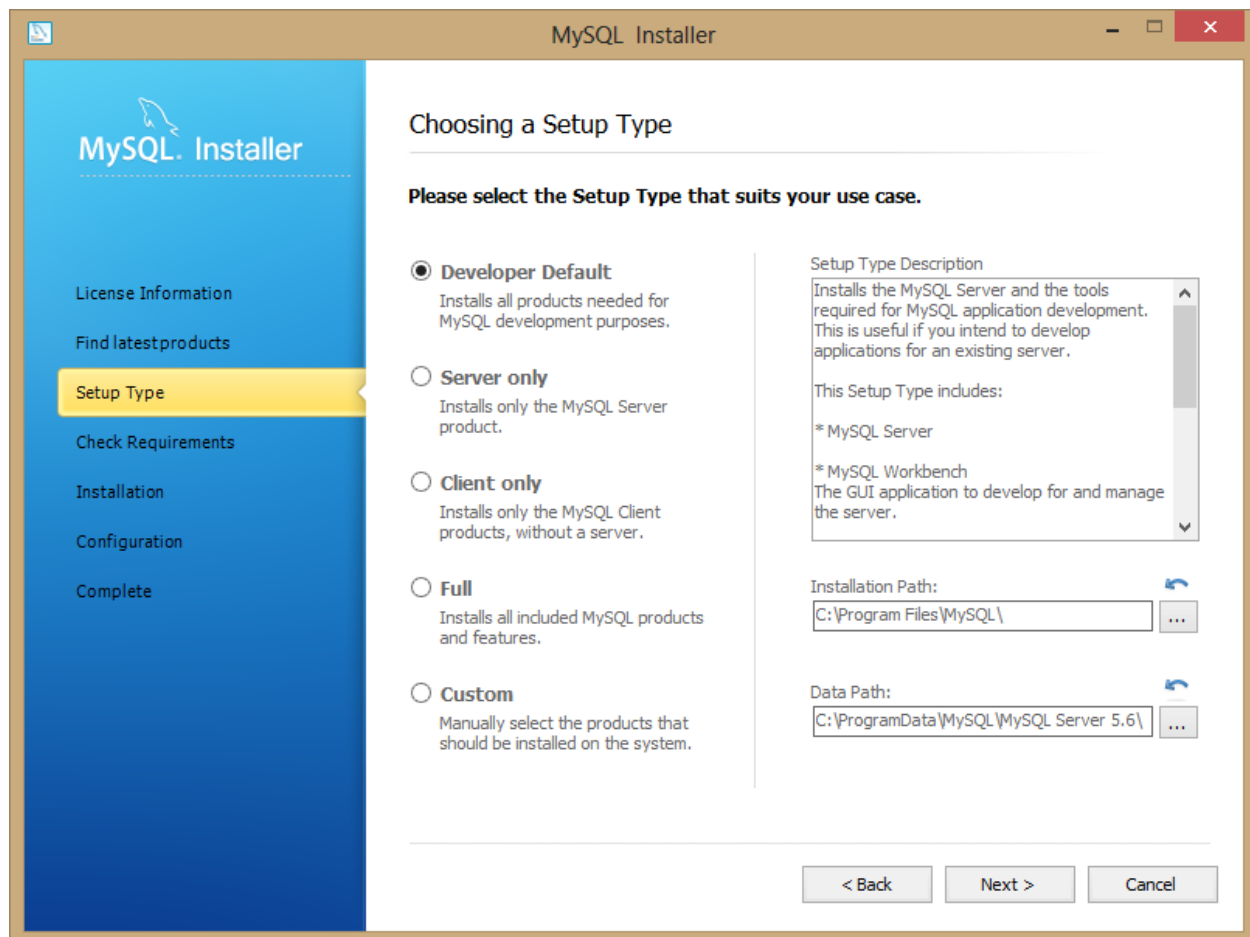 MySQL Installer
MySQL. Installer
License Information
Find latest products
Setup Type
Check Requirements
Installation
Configuration
Complete
Choosing a Setup Type
Please select the Setup Type that suits your use case.
Developer Default
Installs all products needed for
MySQL development purposes.
Server only
Installs only the MySQL Server
product.
Client only
Installs only the MySQL Client
products, without a server.
Full
Installs all included MySQL products
and features.
Custom
Manually select the products that
should be installed on the system.
Setup Type Description
Installs the MySQL Server and the tools
required for MySQL application development.
This is useful if you intend to develop
applications for an existing server.
This Setup Type includes:
* MySQL Server
* MySQL Workbench
The GUI application to develop for and manage
the server.
Installation Path:
C:\Program Files\MySQL\
...
Data Path:
C:\ProgramData\MySQL\MySQL Server 5.6\
...
< Back
Next >
Cancel